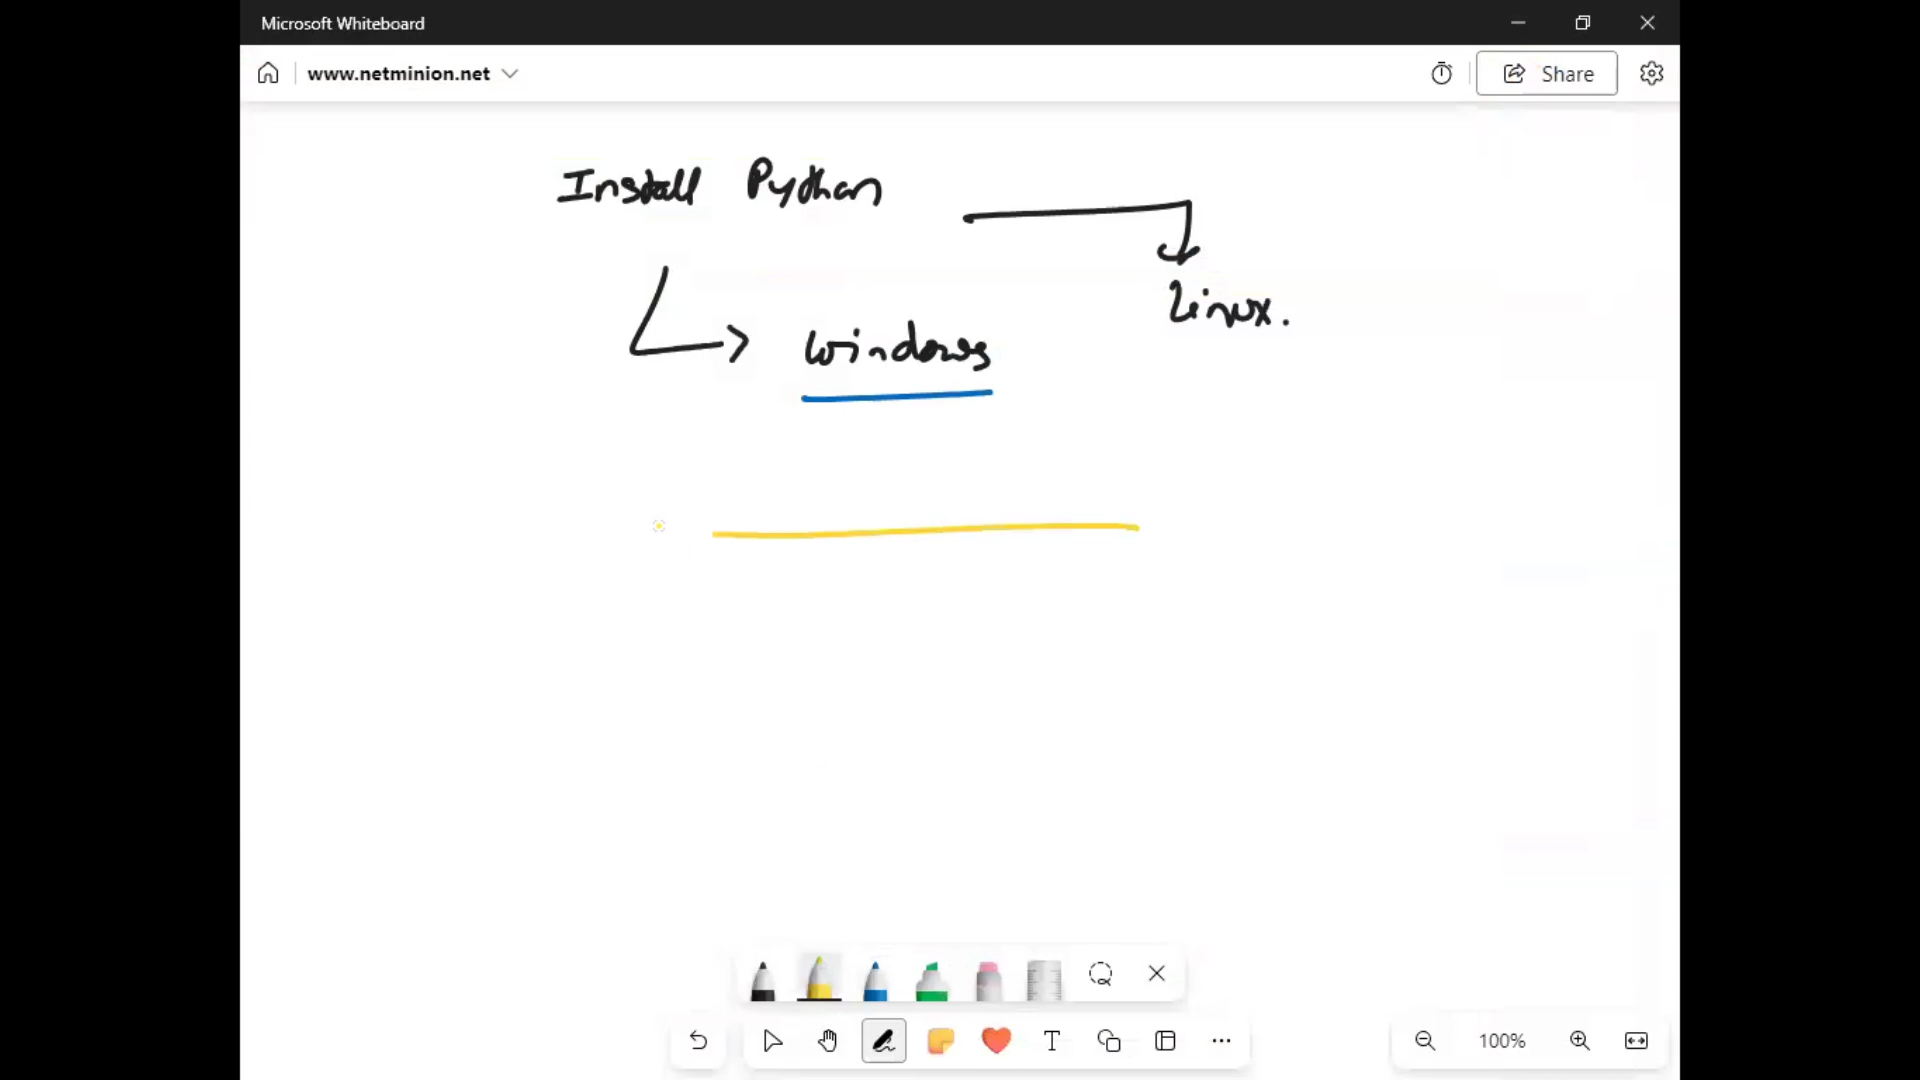 Microsoft Whiteboard
www.netminion.net
Share
Install Python
Linux.
Windows
T
100%